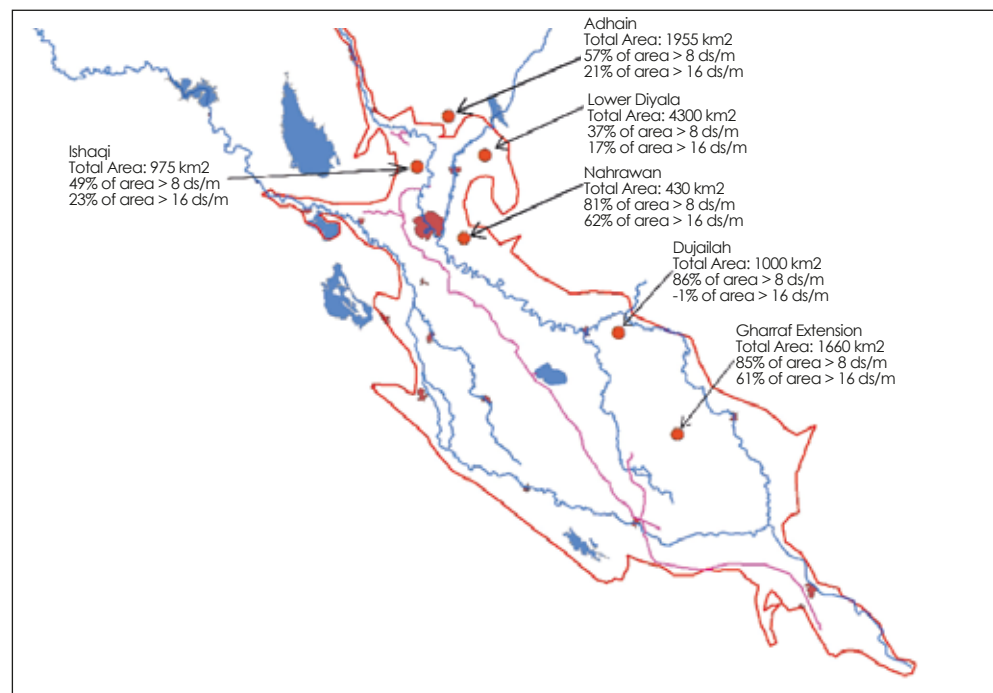 Adhain
Total Area: 1955 km2
57% of area > 8 ds/m
21% of area > 16 ds/m
Lower Diyala
Total Area: 4300 km2
37% of area > 8 ds/m
17% of area > 16 ds/m
Ishaqi
Total Area: 975 km2
49% of area > 8 ds/m
23% of area > 16 ds/m
Nahrawan
Total Area: 430 km2
81% of area > 8 ds/m
62% of area > 16 ds/m
Dujailah
Total Area: 1000 km2
86% of area > 8 ds/m
-1% of area > 16 ds/m
Gharraf Extension
Total Area: 1660 km2
85% of area > 8 ds/m
61% of area > 16 ds/m